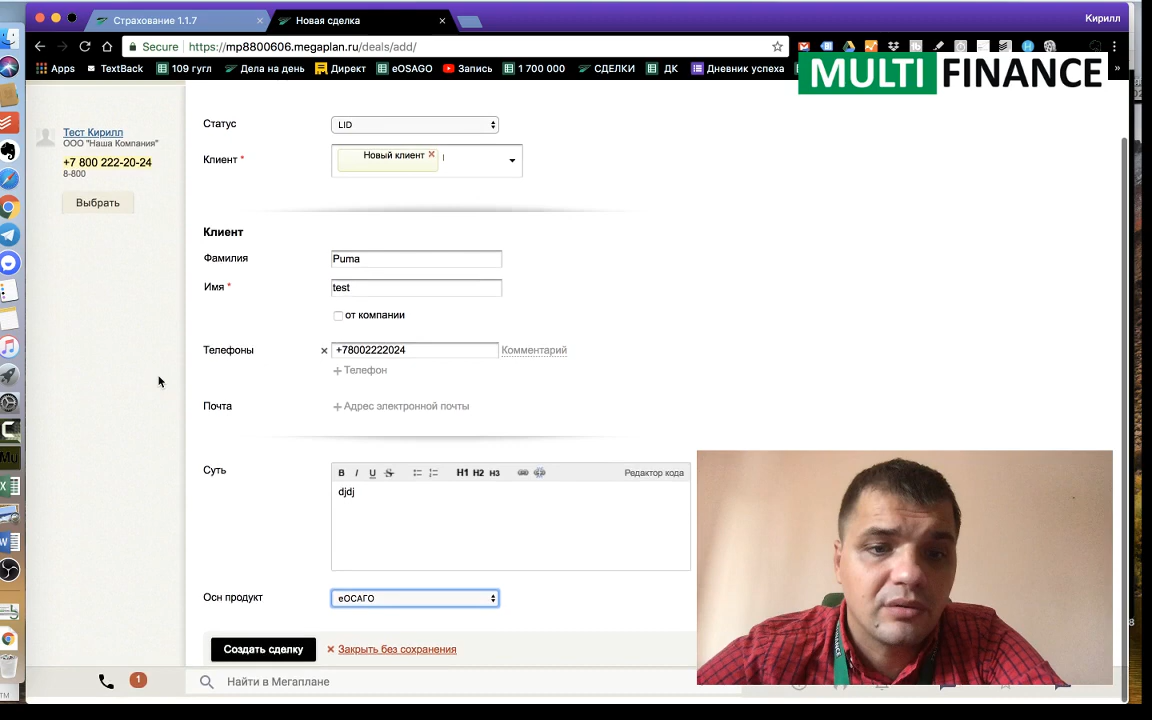 Страхование 1.1.7
Новая сделка
Кирилл
Secure https://mp8800606.megaplan.ru/deals/add/
Apps TextBack 109 гугл Дела на день Директ eOSAGO Запись 1 700 000 СДЕЛКИ ДК Дневник успеха »
MULTI FINANCE
Тест Кирилл
ООО "Наша Компания"
+7 800 222-20-24
8-800
Выбрать
Статус LID
Клиент * Новый клиент
Клиент
Фамилия Puma
Имя * test
от компании
Телефоны +78002222024 Комментарий
+ Телефон
Почта + Адрес электронной почты
Суть B I U S H1 H2 H3 Редактор кода
djdj
Осн продукт еОСАГО
Создать сделку × Закрыть без сохранения
1 Найти в Мегаплане